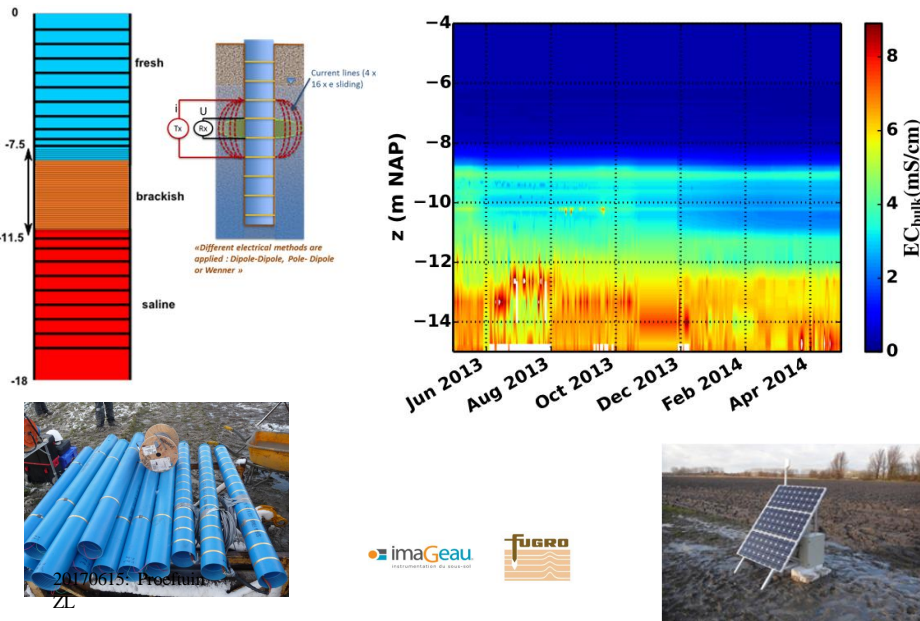 0
fresh
-7.5
brackish
-11.5
saline
-18
Current lines (4 x
16 x e sliding)
i
U
Tx
Rx
«Different electrical methods are
applied : Dipole-Dipole, Pole- Dipole
or Wenner »
z (m NAP)
−4
−6
−8
−10
−12
−14
Jun 2013
Aug 2013
Oct 2013
Dec 2013
Feb 2014
Apr 2014
8
6
4
2
0
ECbulk(mS/cm)
20170615: Proeftuin
ZL
imaGeau
instrumentation du sous-sol
fUGRO